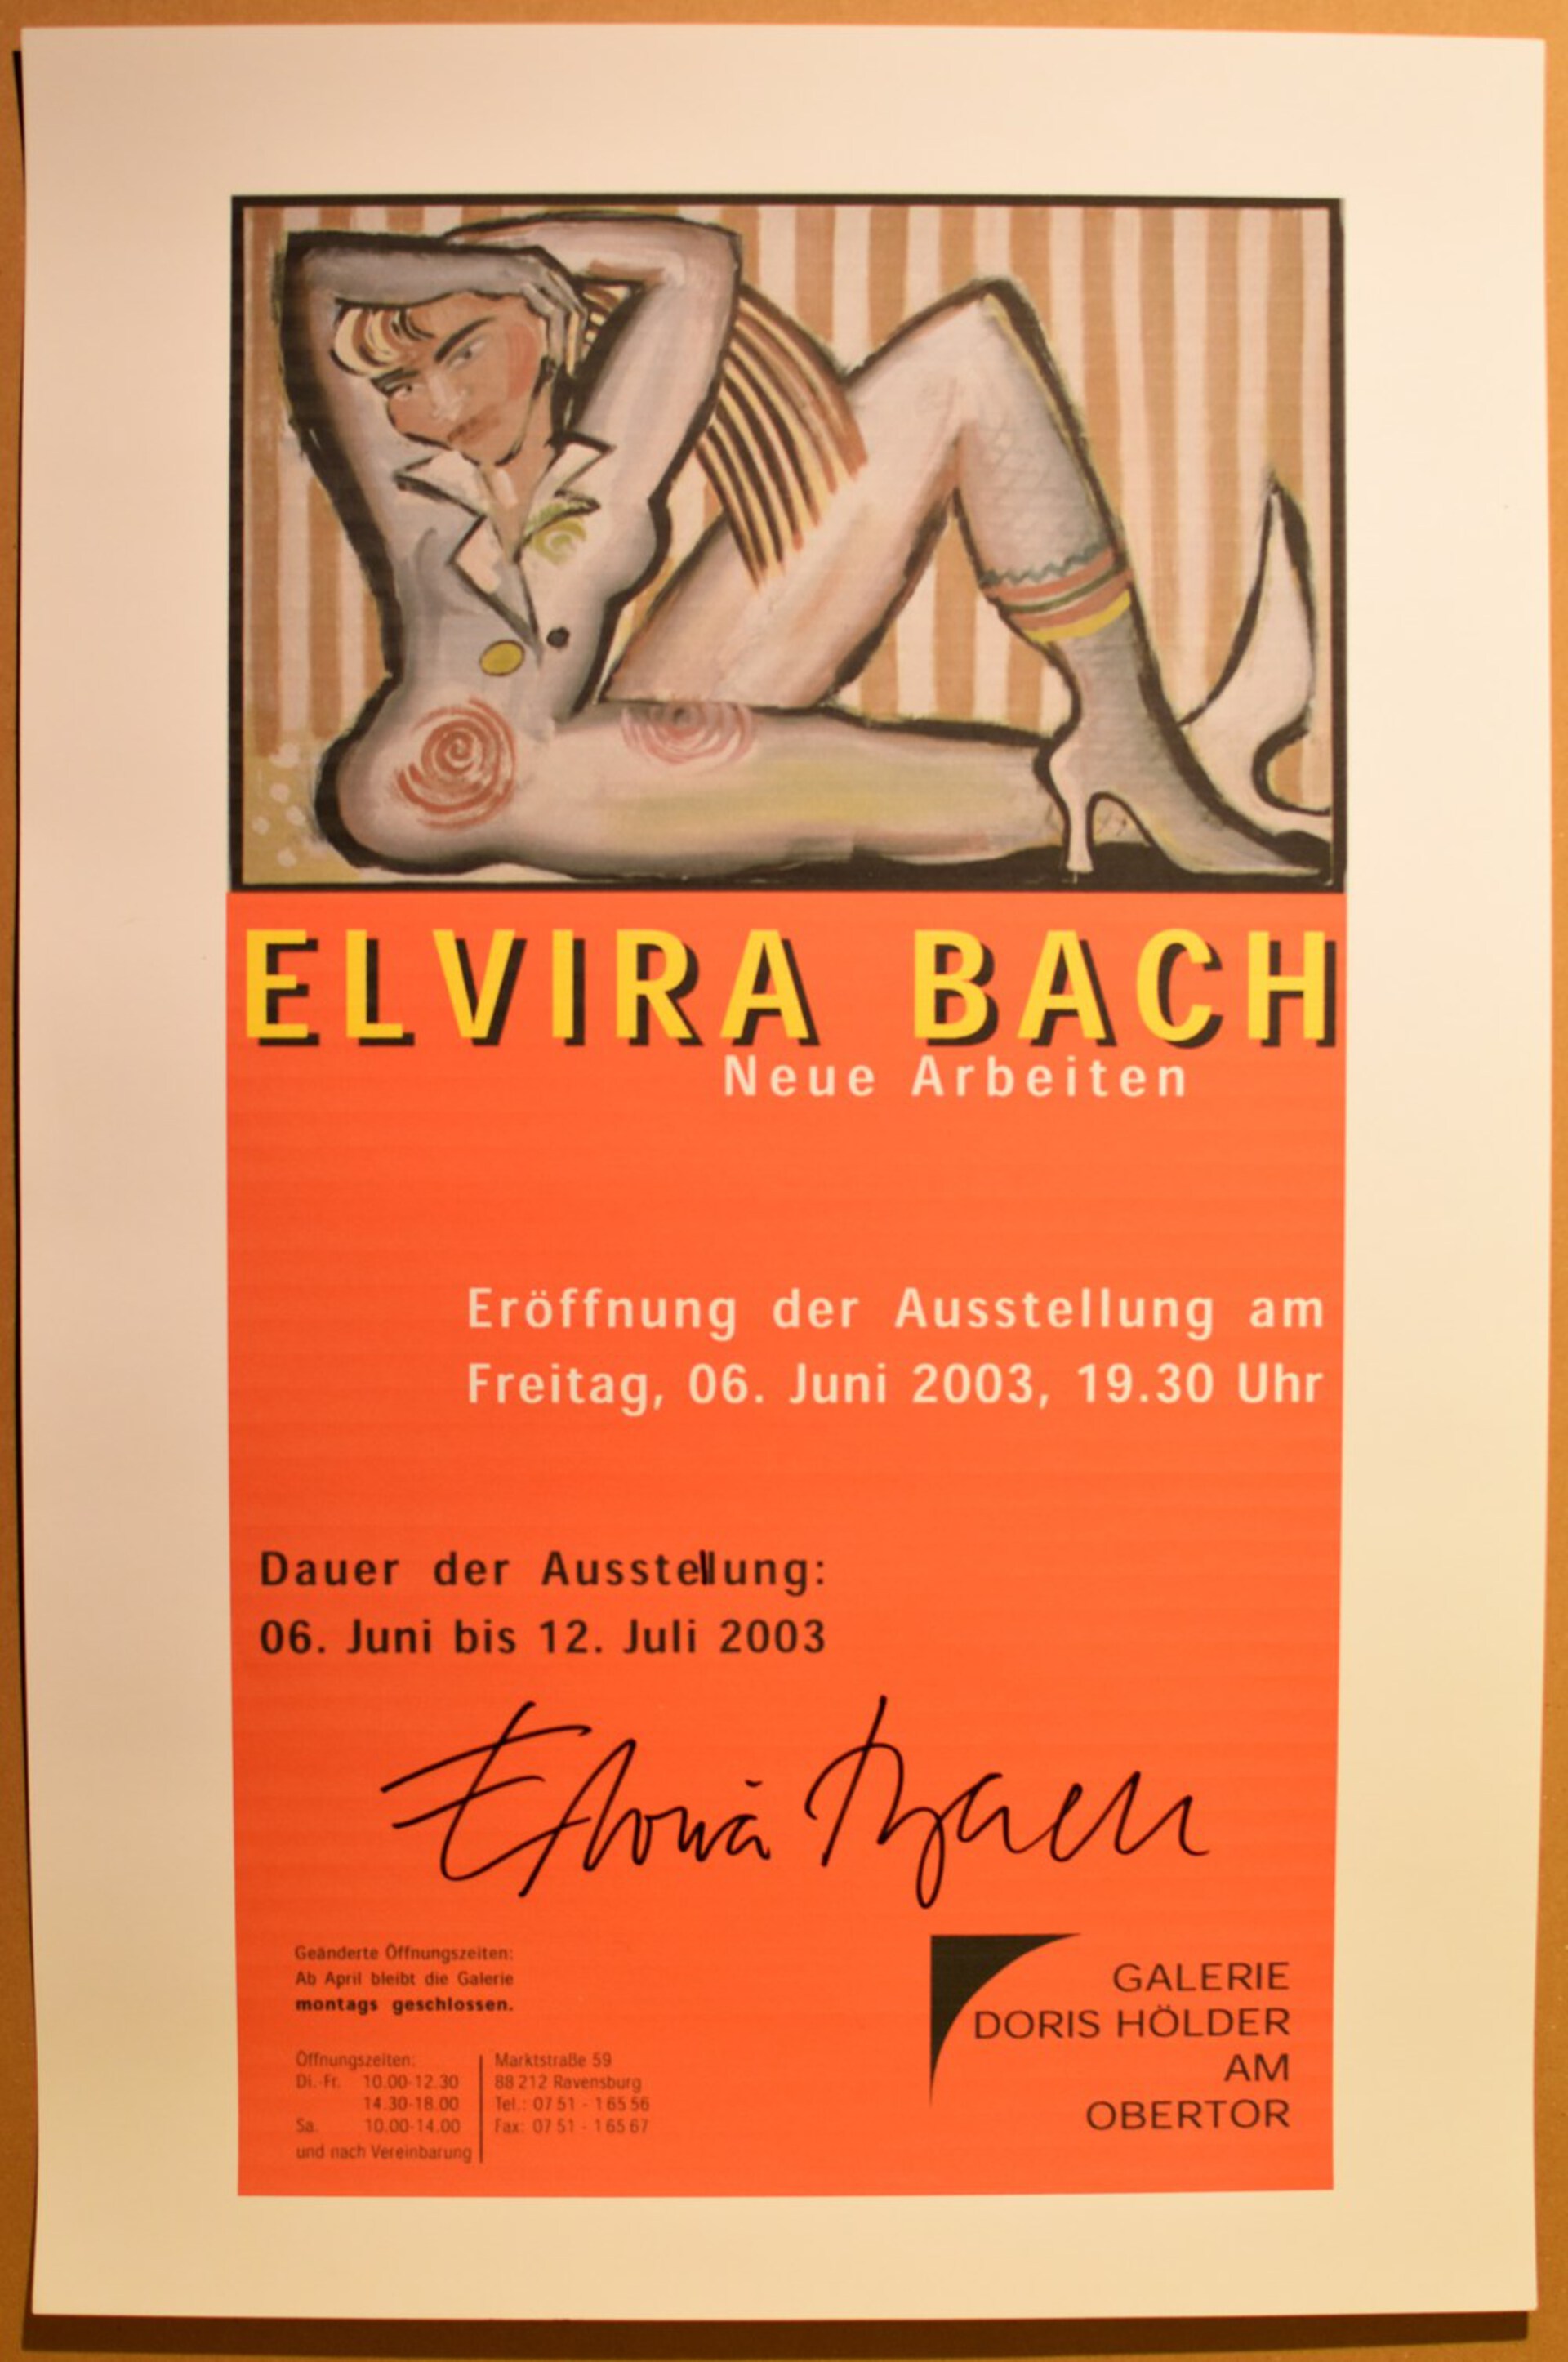 ELVIRA BACH
Neue Arbeiten
Eröffnung der Ausstellung am
Freitag, 06. Juni 2003, 19.30 Uhr
Dauer der Ausstellung:
06. Juni bis 12. Juli 2003
Elvira Bach
Geänderte Öffnungszeiten:
Ab April bleibt die Galerie
montags geschlossen.
Öffnungszeiten:
Di.-Fr. 10.00-12.30
14.30-18.00
Sa. 10.00-14.00
und nach Vereinbarung
Marktstraße 59
88 212 Ravensburg
Tel.: 07 51 - 1 65 56
Fax: 07 51 - 1 65 67
GALERIE
DORIS HÖLDER
AM
OBERTOR